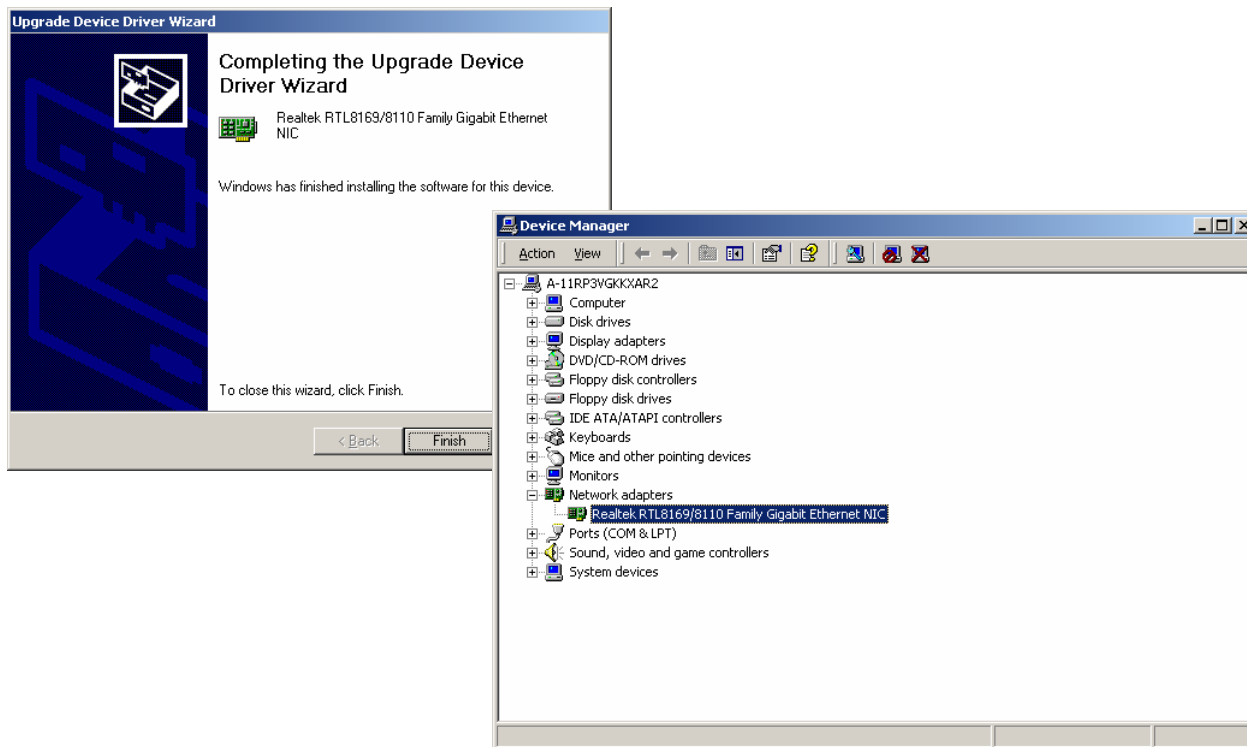 Upgrade Device Driver Wizard
Completing the Upgrade Device
Driver Wizard
Realtek RTL8169/8110 Family Gigabit Ethernet
NIC
Windows has finished installing the software for this device.
To close this wizard, click Finish.
< Back
Finish
Device Manager
Action View
A-11RP3VGKKXAR2
Computer
Disk drives
Display adapters
DVD/CD-ROM drives
Floppy disk controllers
Floppy disk drives
IDE ATA/ATAPI controllers
Keyboards
Mice and other pointing devices
Monitors
Network adapters
Realtek RTL8169/8110 Family Gigabit Ethernet NIC
Ports (COM & LPT)
Sound, video and game controllers
System devices